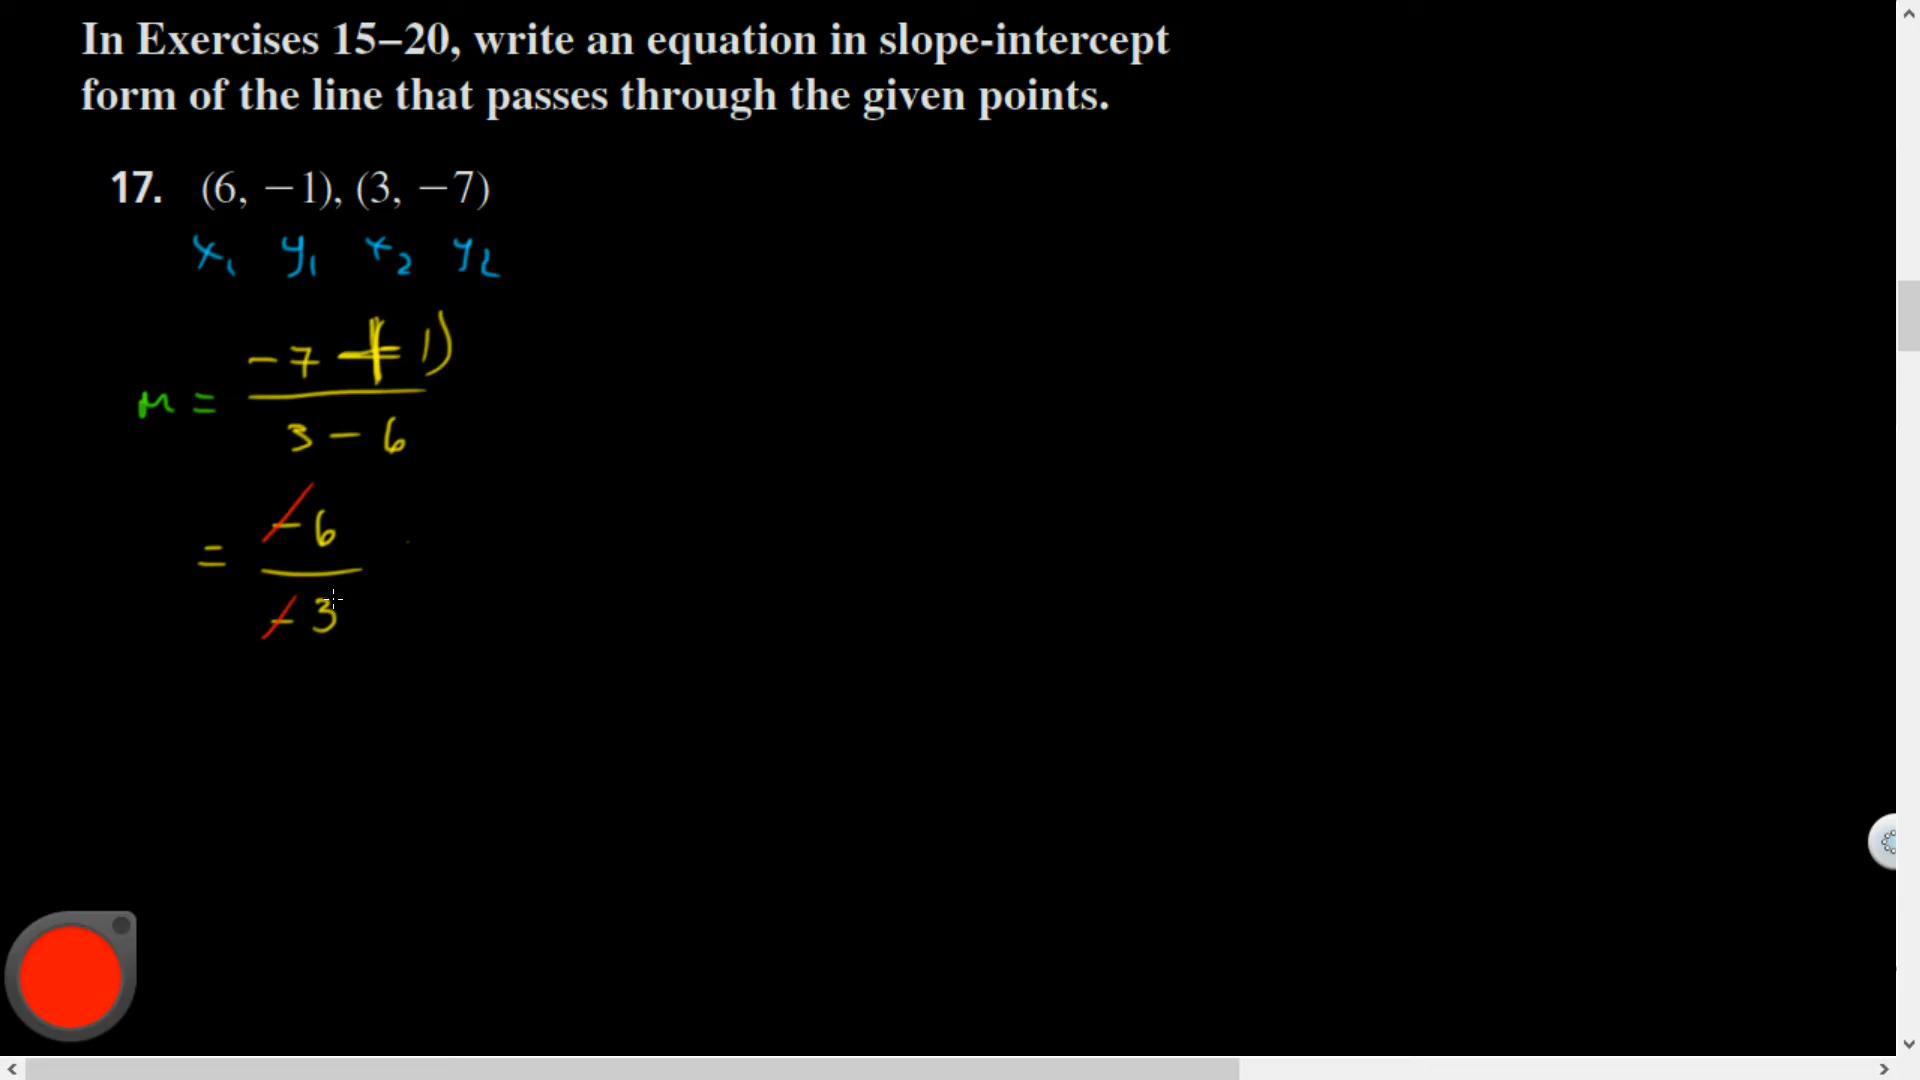 In Exercises 15–20, write an equation in slope-intercept
form of the line that passes through the given points.
17. (6, −1), (3, −7)
x₁ y₁ x₂ y₂
m = -7 + 1)
3 - 6
= -6
-3